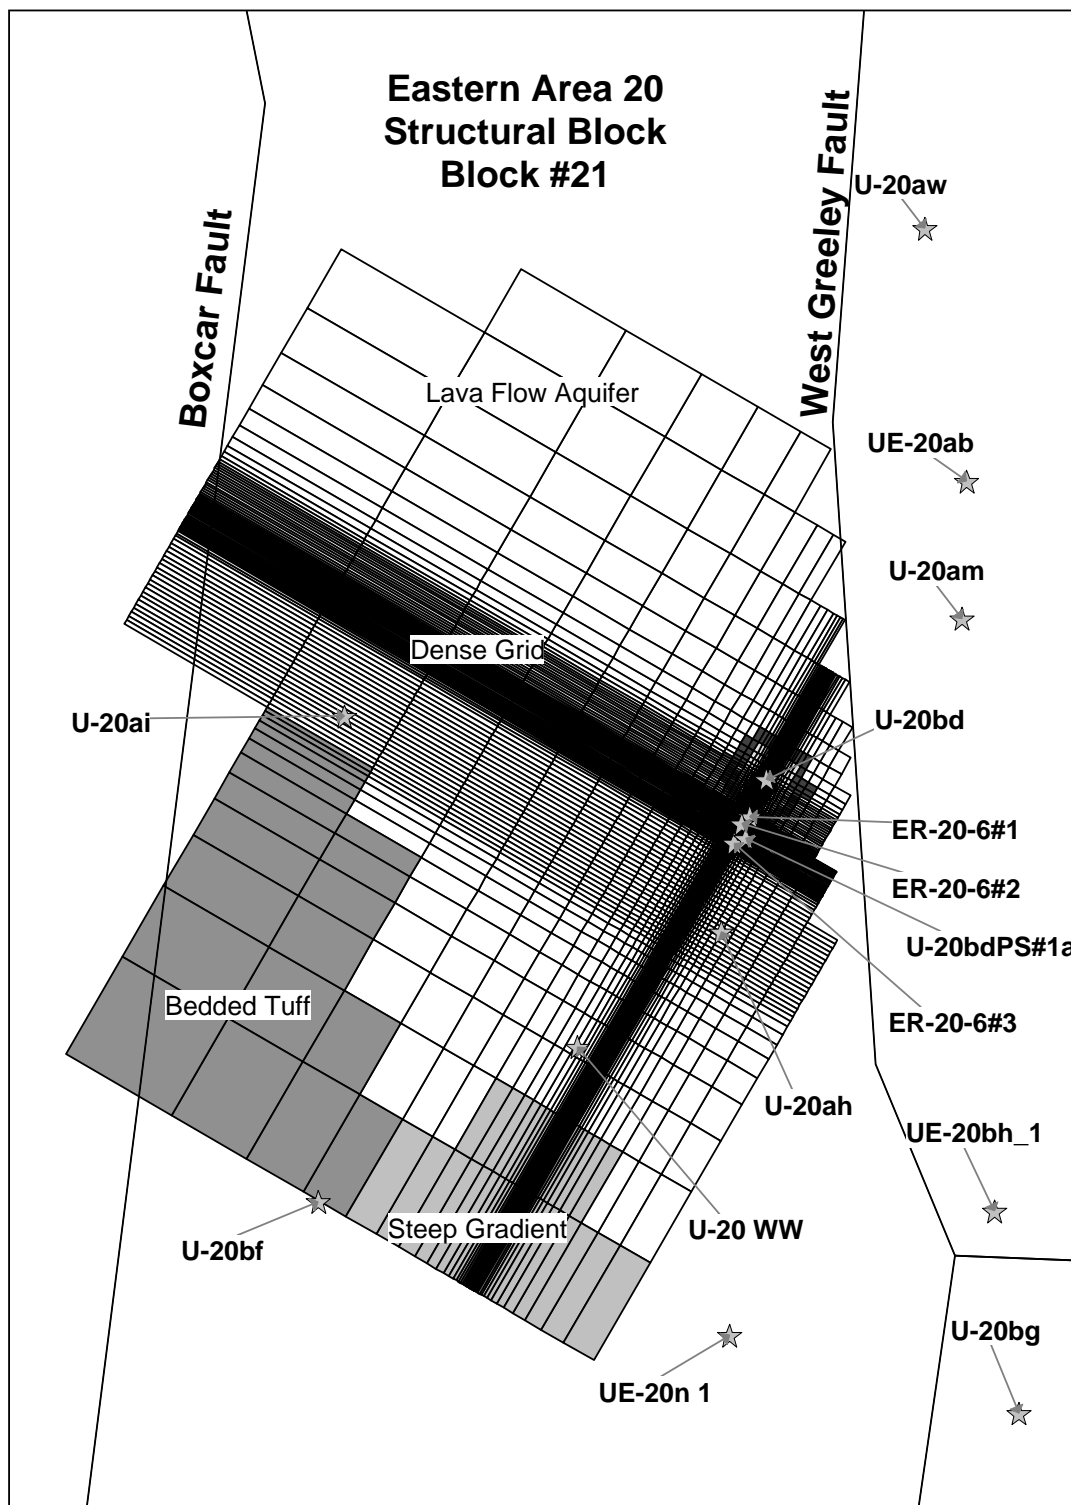 Eastern Area 20
Structural Block
Block #21
Boxcar Fault
West Greeley Fault
U-20aw
Lava Flow Aquifer
UE-20ab
U-20am
Dense Grid
U-20ai
U-20bd
ER-20-6#1
ER-20-6#2
U-20bdPS#1a
Bedded Tuff
ER-20-6#3
U-20ah
UE-20bh_1
Steep Gradient
U-20 WW
U-20bf
U-20bg
UE-20n 1